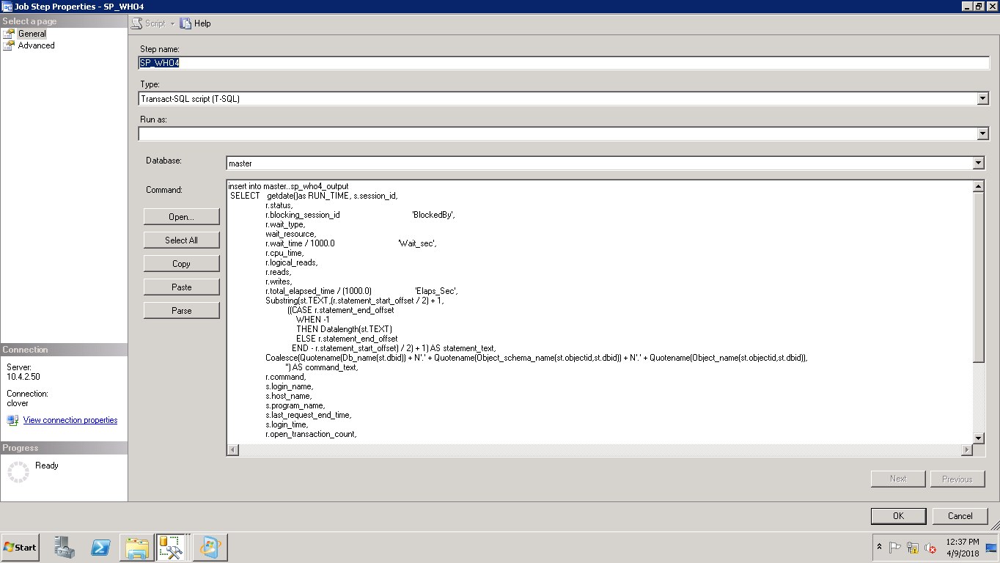 Job Step Properties - SP_WHO4
Select a page
General
Advanced
Script
Help
Step name:
SP_WHO4
Type:
Transact-SQL script (T-SQL)
Run as:
Database:
master
Command:
Open...
Select All
Copy
Paste
Parse
insert into master..sp_who4_output
SELECT getdate()as RUN_TIME, s.session_id,
r.status,
r.blocking_session_id 'BlockedBy',
r.wait_type,
wait_resource,
r.wait_time / 1000.0 'Wait_sec',
r.cpu_time,
r.logical_reads,
r.reads,
r.writes,
r.total_elapsed_time / (1000.0) 'Elaps_Sec',
Substring(st.TEXT,(r.statement_start_offset / 2) + 1,
((CASE r.statement_end_offset
WHEN -1
THEN Datalength(st.TEXT)
ELSE r.statement_end_offset
END - r.statement_start_offset) / 2) + 1) AS statement_text,
Coalesce(Quotename(Db_name(st.dbid)) + N'.' + Quotename(Object_schema_name(st.objectid,st.dbid)) + N'.' + Quotename(Object_name(st.objectid,st.dbid)),
'') AS command_text,
r.command,
s.login_name,
s.host_name,
s.program_name,
s.last_request_end_time,
s.login_time,
r.open_transaction_count,
Connection
Server:
10.4.2.50
Connection:
clover
View connection properties
Progress
Ready
Next
Previous
OK
Cancel
Start
12:37 PM
4/9/2018